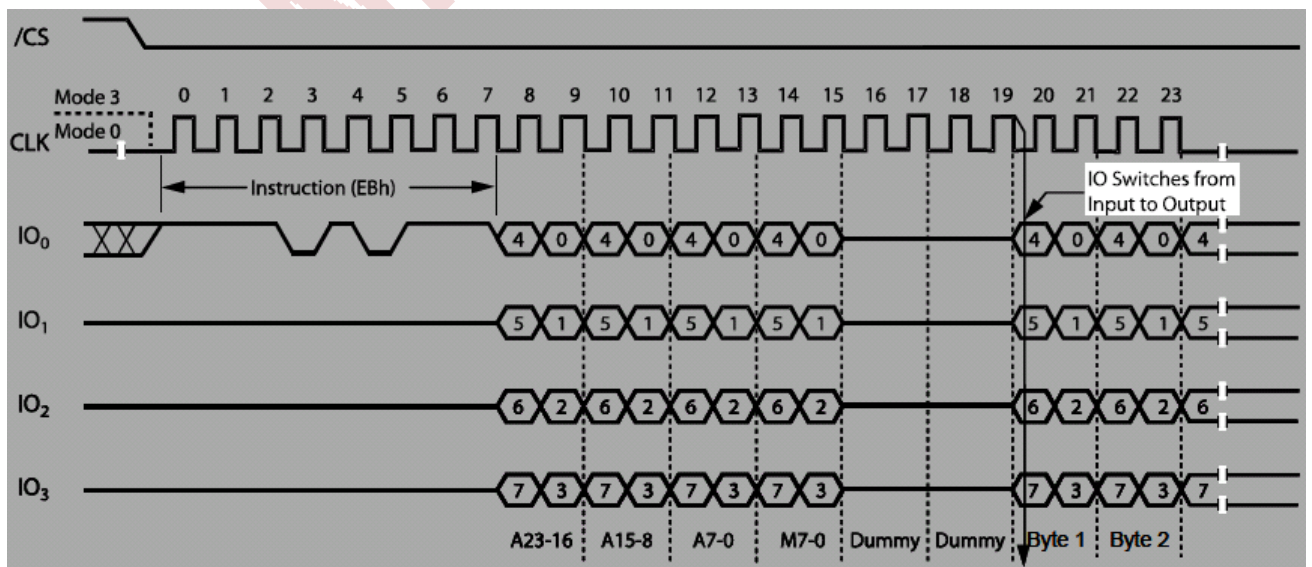 /CS
Mode 3 0 1 2 3 4 5 6 7 8 9 10 11 12 13 14 15 16 17 18 19 20 21 22 23
CLK Mode 0
Instruction (EBh)
IO Switches from
Input to Output
IO0 4 0 4 0 4 0 4 0 4 0 4 0 4
IO1 5 1 5 1 5 1 5 1 5 1 5 1 5
IO2 6 2 6 2 6 2 6 2 6 2 6 2 6
IO3 7 3 7 3 7 3 7 3 7 3 7 3 7
A23-16 A15-8 A7-0 M7-0 Dummy Dummy Byte 1 Byte 2